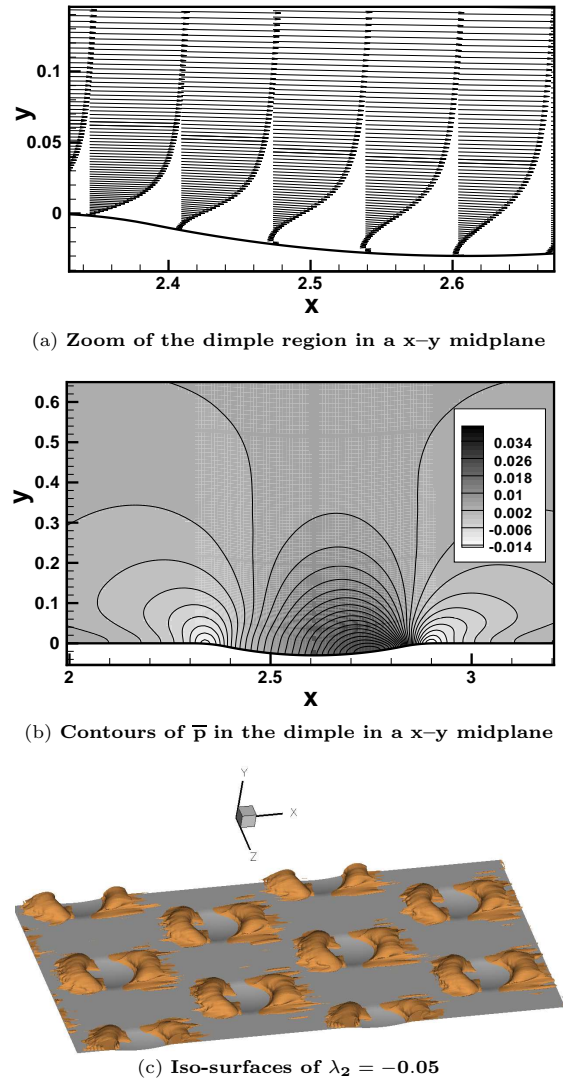 0.1
0.05
0
y
2.4
2.5
2.6
x
(a) Zoom of the dimple region in a x–y midplane
0.6
0.5
0.4
0.3
0.2
0.1
0
y
0.034
0.026
0.018
0.01
0.002
-0.006
-0.014
2
2.5
3
x
(b) Contours of p̅ in the dimple in a x–y midplane
Y
X
Z
(c) Iso-surfaces of λ₂ = −0.05